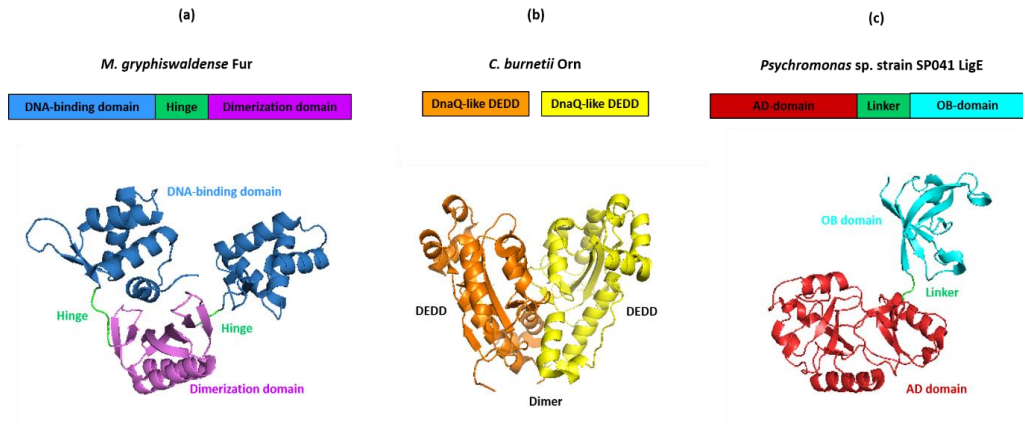 (a)
M. gryphiswaldense Fur
DNA-binding domain Hinge Dimerization domain
DNA-binding domain
Hinge
Hinge
Dimerization domain
(b)
C. burnetii Orn
DnaQ-like DEDD DnaQ-like DEDD
DEDD
DEDD
Dimer
(c)
Psychromonas sp. strain SP041 LigE
AD-domain Linker OB-domain
OB domain
Linker
AD domain